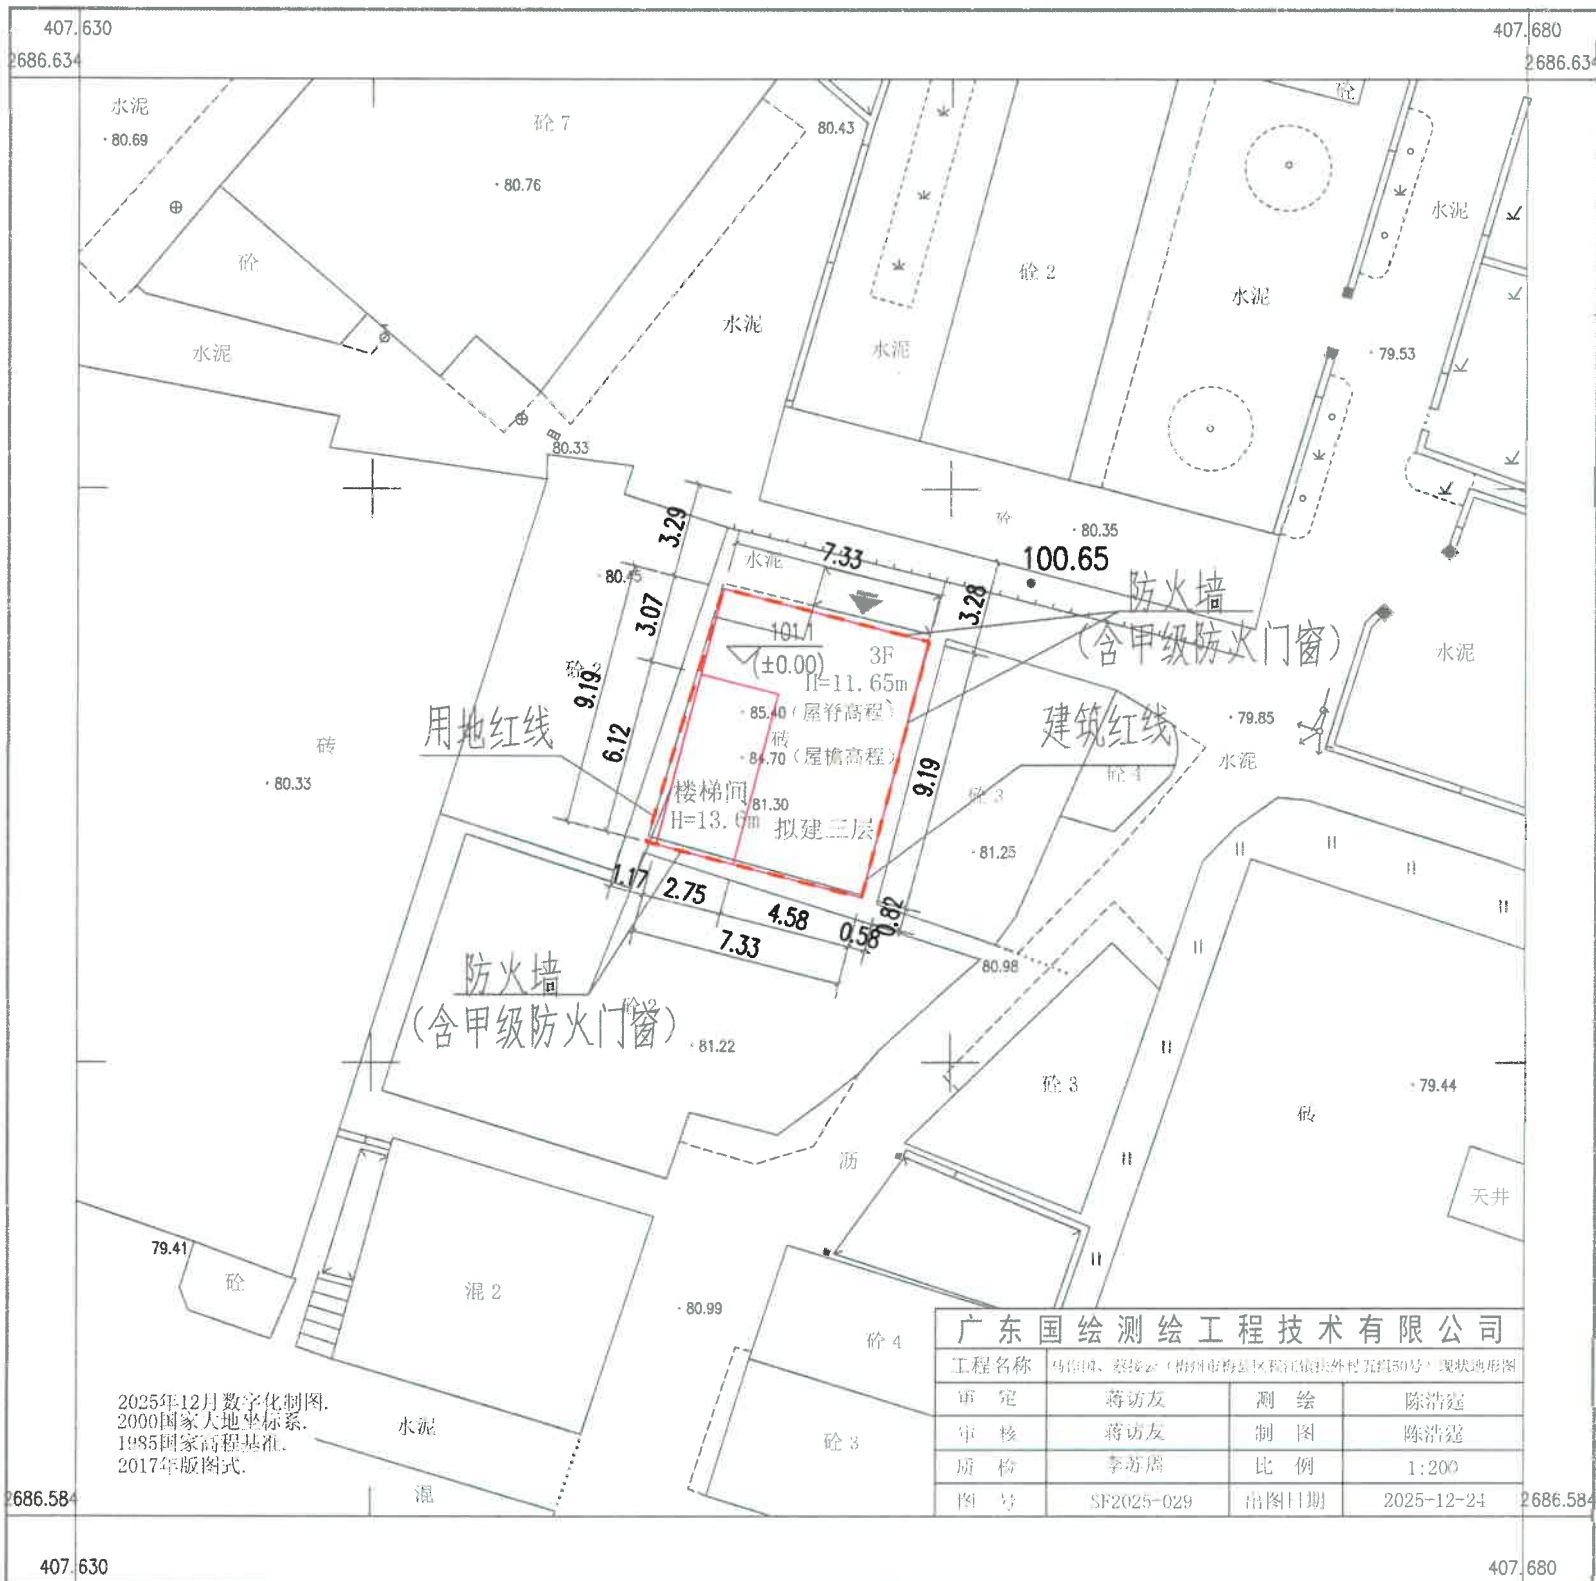 407.630
407.680
2686.634
2686.634
水泥
80.69
砼 7
80.76
80.43
砼
水泥
砼
砼 2
水泥
水泥
水泥
水泥
79.53
80.33
3.29
砼
80.35
水泥
7.33
100.65
80.45
防火墙
(含甲级防火门窗)
3.28
3.07
101.1
(±0.00)
3F
H=11.65m
水泥
砼 2
9.19
85.40 (屋脊高程)
用地红线
建筑红线
79.85
砖
6.12
砖
84.70 (屋檐高程)
砼 4
水泥
80.33
9.19
楼梯间
砼 3
81.30
H=13.6m
拟建三层
81.25
1.17
2.75
4.58
0.58
0.82
7.33
防火墙
80.98
砼 2
(含甲级防火门窗)
81.22
砼 3
79.44
砖
沥
天井
79.41
砼
混 2
80.99
砼 4
广东国绘测绘工程技术有限公司
工程名称 现状地形图
审 定 蒋访友 测 绘 陈浩霆
审 核 蒋访友 制 图 陈浩霆
质 检 比 例 1:200
图 号 SF2025-029 出图日期 2025-12-24
2025年12月数字化制图.
2000国家大地坐标系.
1985国家高程基准.
2017年版图式.
水泥
砼 3
混
2686.584
2686.584
407.630
407.680